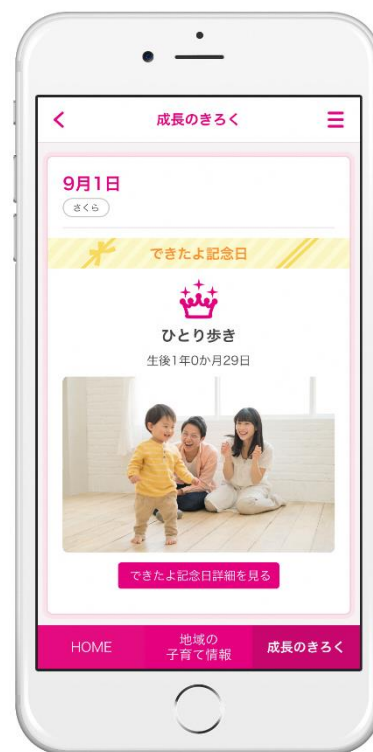 成長のきろく
9月1日
さくら
できたよ記念日
ひとり歩き
生後1年0か月29日
できたよ記念日詳細を見る
HOME
地域の
子育て情報
成長のきろく